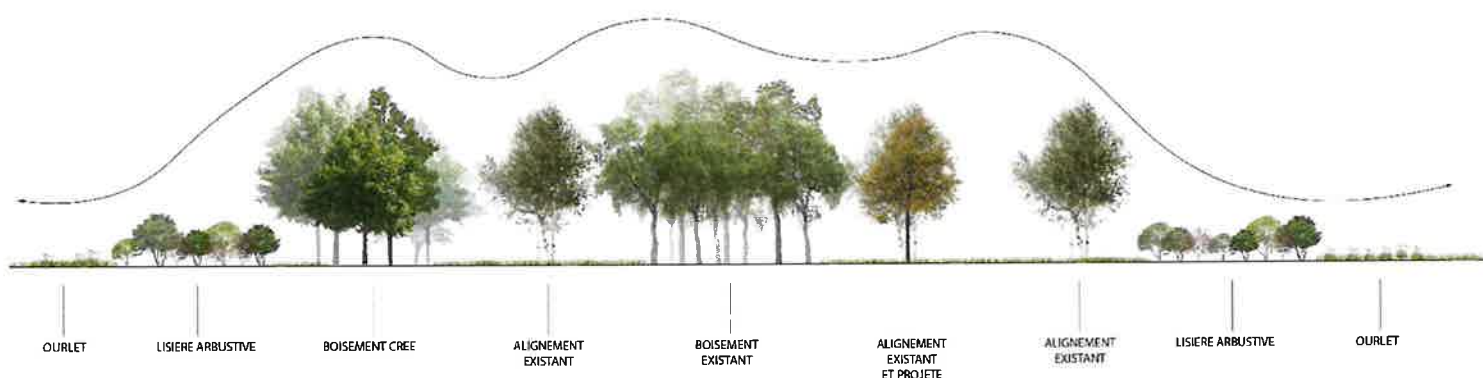 OURLET
LISIERE ARBUSTIVE
BOISEMENT CREE
ALIGNEMENT
EXISTANT
BOISEMENT
EXISTANT
ALIGNEMENT
EXISTANT
ET PROJETE
ALIGNEMENT
EXISTANT
LISIERE ARBUSTIVE
OURLET